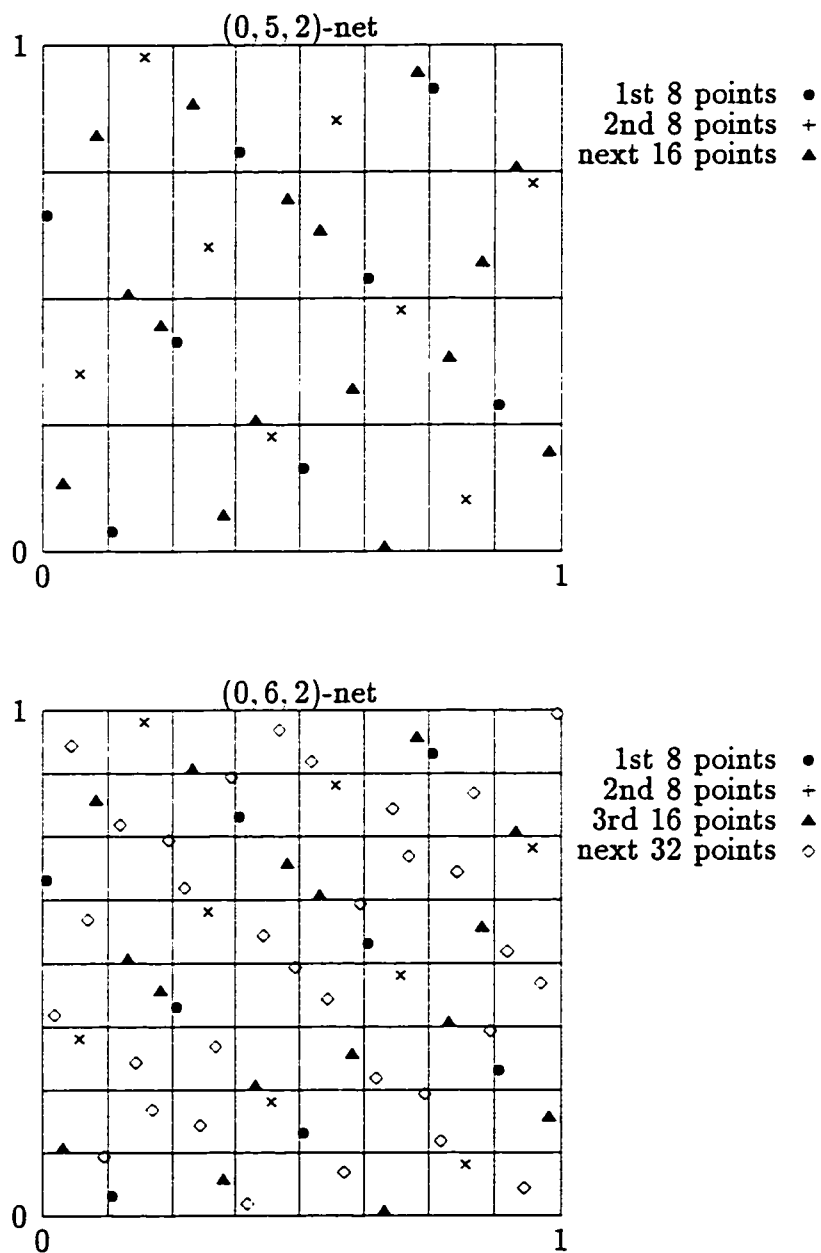 (0,5,2)-net
1
1st 8 points ●
2nd 8 points +
next 16 points ▲
0
0 1
(0,6,2)-net
1
1st 8 points ●
2nd 8 points +
3rd 16 points ▲
next 32 points ◇
0
0 1